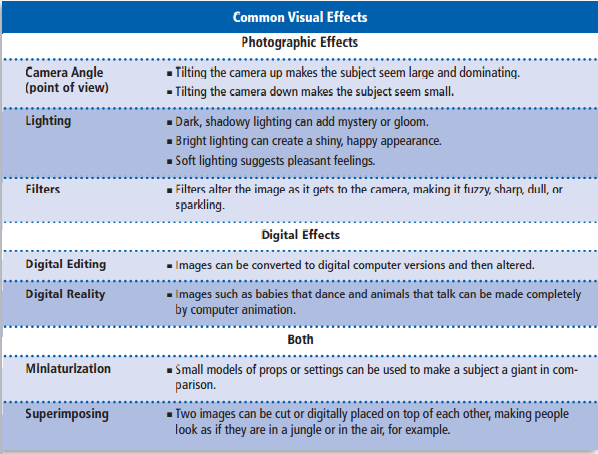 Common Visual Effects
Photographic Effects
Camera Angle
(point of view)
▪ Tilting the camera up makes the subject seem large and dominating.
▪ Tilting the camera down makes the subject seem small.
Lighting
▪ Dark, shadowy lighting can add mystery or gloom.
▪ Bright lighting can create a shiny, happy appearance.
▪ Soft lighting suggests pleasant feelings.
Filters
▪ Filters alter the image as it gets to the camera, making it fuzzy, sharp, dull, or
sparkling.
Digital Effects
Digital Editing
▪ Images can be converted to digital computer versions and then altered.
Digital Reality
▪ Images such as babies that dance and animals that talk can be made completely
by computer animation.
Both
Miniaturization
▪ Small models of props or settings can be used to make a subject a giant in com-
parison.
Superimposing
▪ Two images can be cut or digitally placed on top of each other, making people
look as if they are in a jungle or in the air, for example.